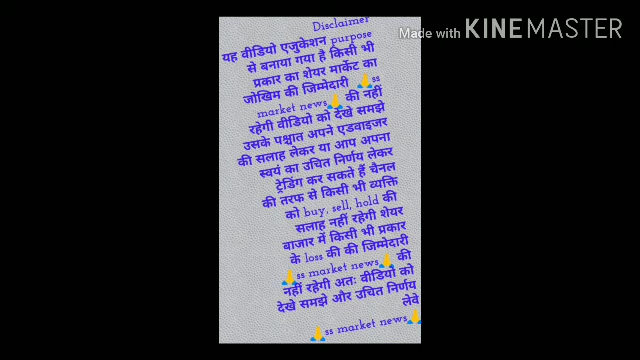 Made with KINEMASTER
Disclaimer
यह वीडियो एजुकेशन purpose
से बनाया गया है किसी भी
प्रकार का शेयर मार्केट का
जोखिम की जिम्मेदारी 🙏ss
market news🙏 की नहीं
रहेगी वीडियो को देखे समझे
उसके पश्चात अपने एडवाइजर
की सलाह लेकर या आप अपना
स्वयं का उचित निर्णय लेकर
ट्रेडिंग कर सकते हैं चैनल
की तरफ से किसी भी व्यक्ति
को buy, sell, hold की
सलाह नहीं रहेगी शेयर
बाजार में किसी भी प्रकार
के loss की की जिम्मेदारी
🙏ss market news🙏 की
नहीं रहेगी अतः वीडियो को
देखे समझे और उचित निर्णय
लेवे
🙏ss market news🙏